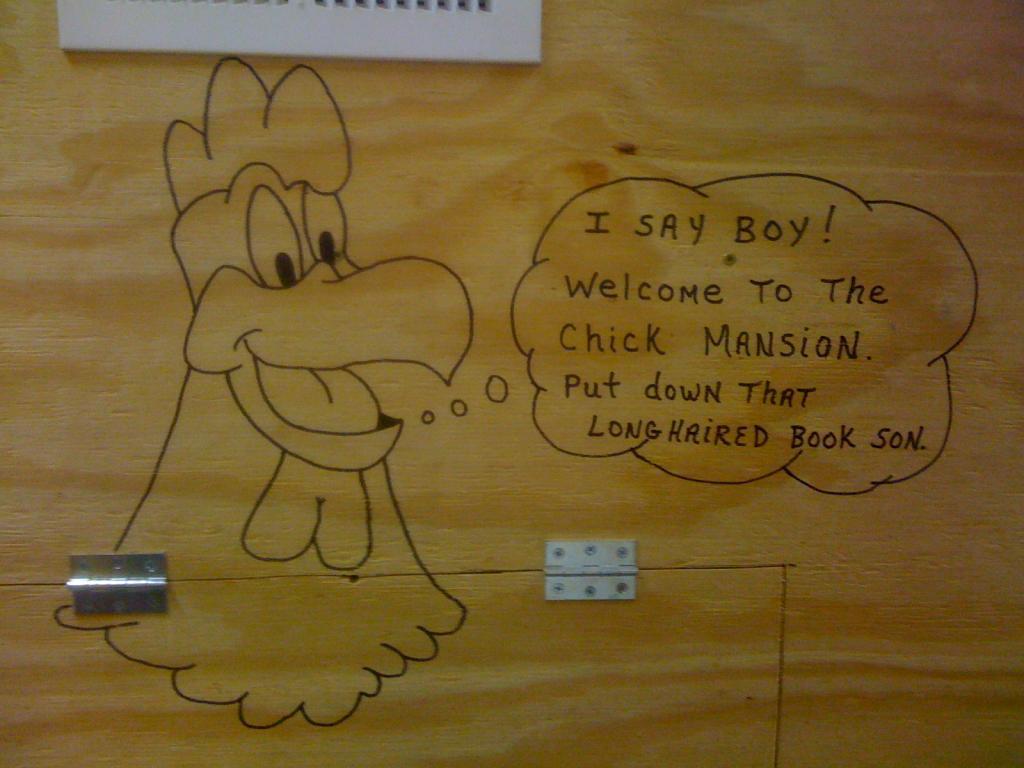 I SAY BOY!
Welcome To The
Chick MANSION.
Put down THAT
LONGHAIRED BOOK SON.